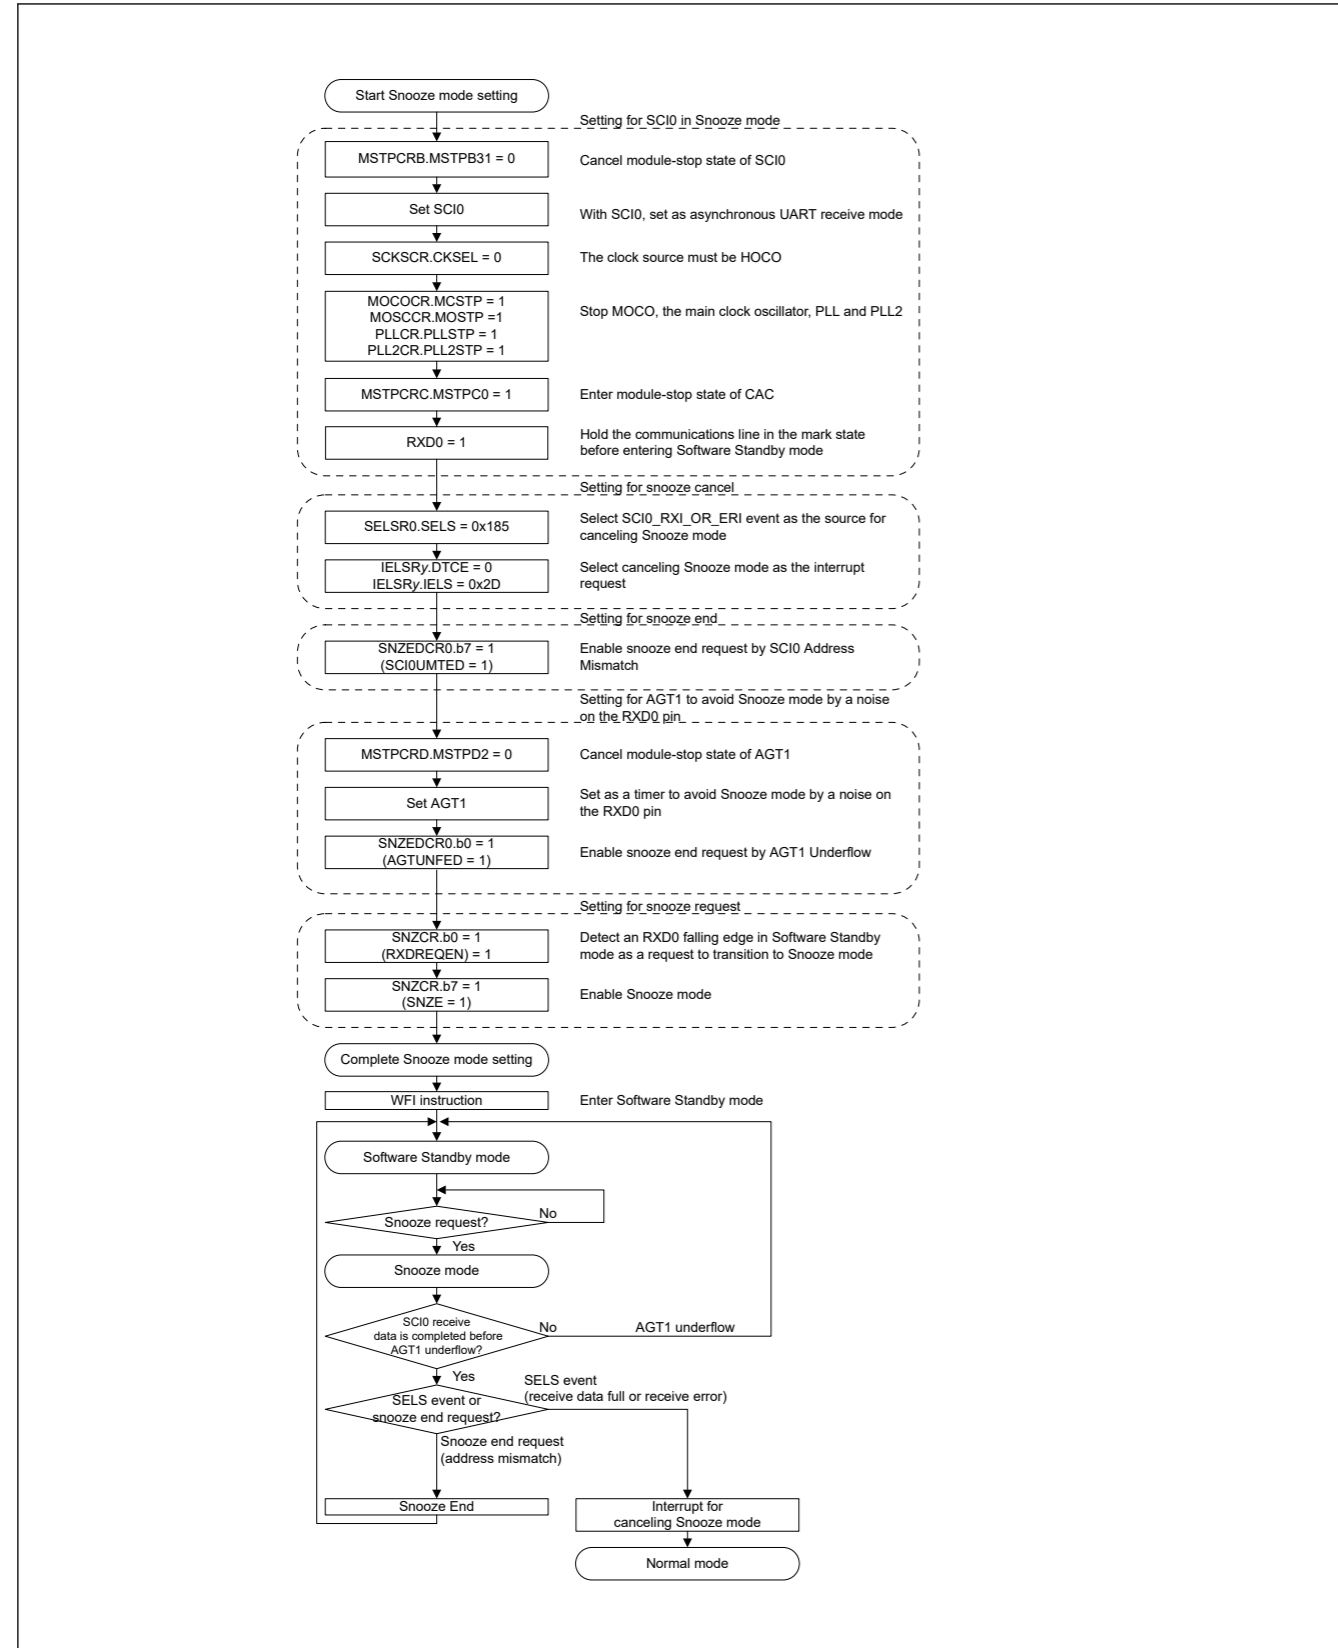 Start Snooze mode setting
Setting for SCI0 in Snooze mode
MSTPCRB.MSTPB31 = 0
Cancel module-stop state of SCI0
Set SCI0
With SCI0, set as asynchronous UART receive mode
SCKSCR.CKSEL = 0
The clock source must be HOCO
MOCOCR.MCSTP = 1
MOSCCR.MOSTP =1
PLLCR.PLLSTP = 1
PLL2CR.PLL2STP = 1
Stop MOCO, the main clock oscillator, PLL and PLL2
MSTPCRC.MSTPC0 = 1
Enter module-stop state of CAC
RXD0 = 1
Hold the communications line in the mark state
before entering Software Standby mode
Setting for snooze cancel
SELSR0.SELS = 0x185
Select SCI0_RXI_OR_ERI event as the source for
canceling Snooze mode
IELSRy.DTCE = 0
IELSRy.IELS = 0x2D
Select canceling Snooze mode as the interrupt
request
Setting for snooze end
SNZEDCR0.b7 = 1
(SCI0UMTED = 1)
Enable snooze end request by SCI0 Address
Mismatch
Setting for AGT1 to avoid Snooze mode by a noise
on the RXD0 pin
MSTPCRD.MSTPD2 = 0
Cancel module-stop state of AGT1
Set AGT1
Set as a timer to avoid Snooze mode by a noise on
the RXD0 pin
SNZEDCR0.b0 = 1
(AGTUNFED = 1)
Enable snooze end request by AGT1 Underflow
Setting for snooze request
SNZCR.b0 = 1
(RXDREQEN) = 1
Detect an RXD0 falling edge in Software Standby
mode as a request to transition to Snooze mode
SNZCR.b7 = 1
(SNZE = 1)
Enable Snooze mode
Complete Snooze mode setting
WFI instruction
Enter Software Standby mode
Software Standby mode
Snooze request?
No
Yes
Snooze mode
SCI0 receive
data is completed before
AGT1 underflow?
No
AGT1 underflow
Yes
SELS event or
snooze end request?
SELS event
(receive data full or receive error)
Snooze end request
(address mismatch)
Snooze End
Interrupt for
canceling Snooze mode
Normal mode